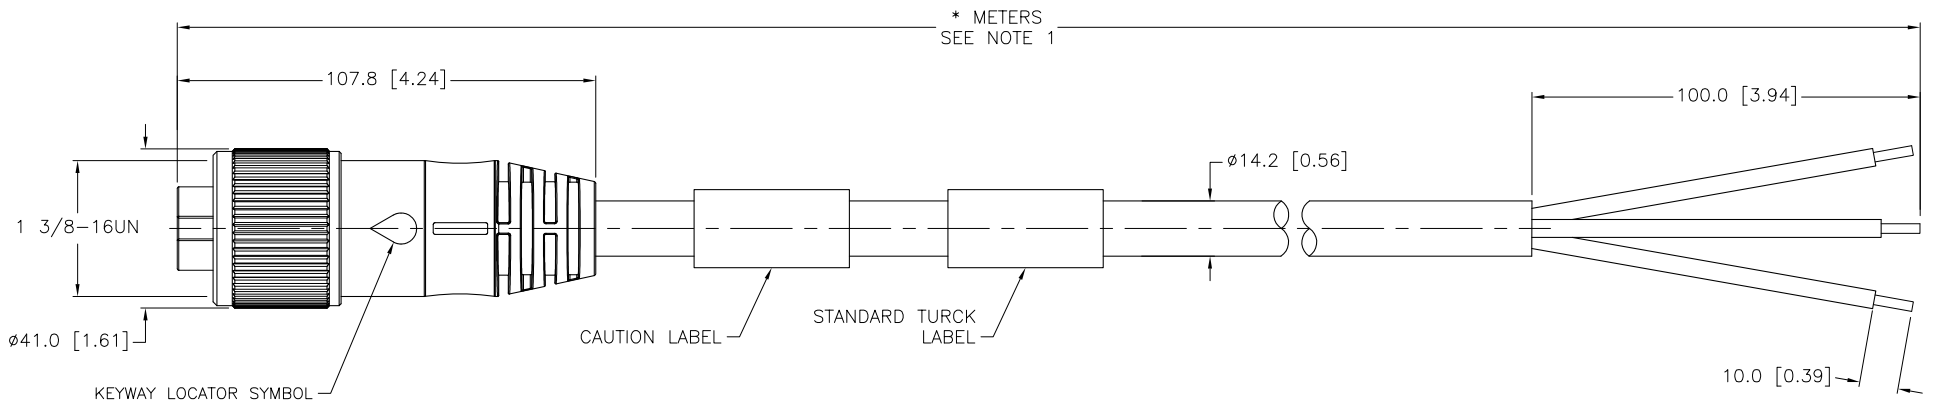 * METERS
SEE NOTE 1
107.8 [4.24]
100.0 [3.94]
ø14.2 [0.56]
1 3/8-16UN
STANDARD TURCK
LABEL
CAUTION LABEL
ø41.0 [1.61]
10.0 [0.39]
KEYWAY LOCATOR SYMBOL